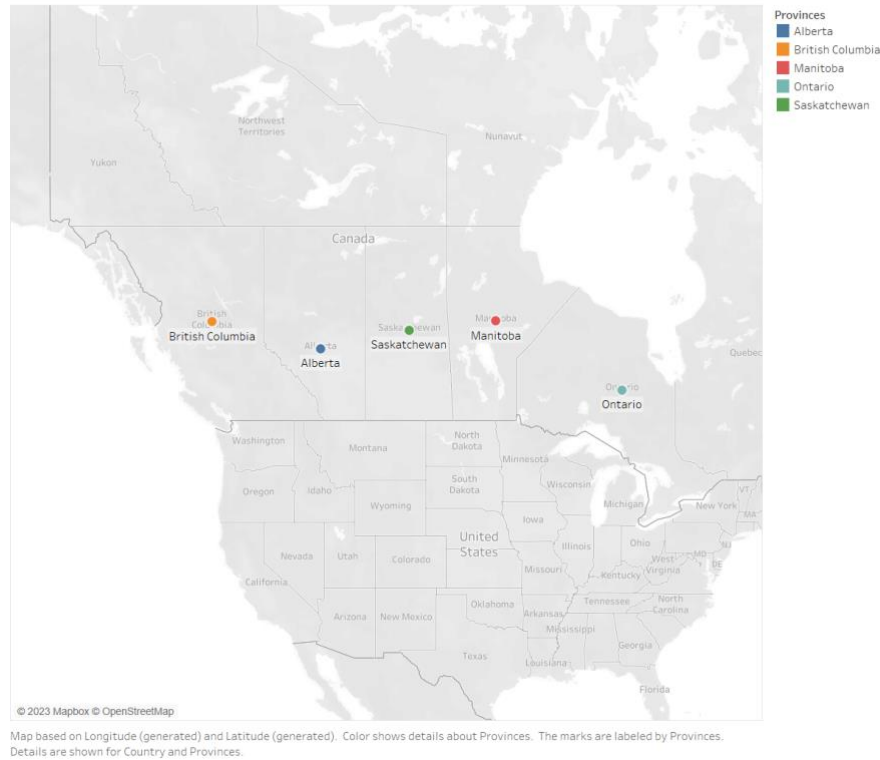 Provinces
Alberta
British Columbia
Manitoba
Ontario
Saskatchewan
Northwest
Territories
Nunavut
Yukon
Canada
British
Columbia
British Columbia
Alberta
Saskatchewan
Manitoba
Ontario
Quebec
Washington
Montana
North
Dakota
Minnesota
Oregon
Idaho
South
Dakota
Wisconsin
Michigan
Wyoming
New York
VT
MA
Iowa
United
States
Nevada
Utah
Colorado
Illinois
Ohio
West
Virginia
MD
NJ
DE
California
Missouri
Kentucky
Arizona
New Mexico
Oklahoma
Arkansas
Tennessee
North
Carolina
Mississippi
Texas
Louisiana
Georgia
Florida
© 2023 Mapbox © OpenStreetMap
Map based on Longitude (generated) and Latitude (generated). Color shows details about Provinces. The marks are labeled by Provinces.
Details are shown for Country and Provinces.